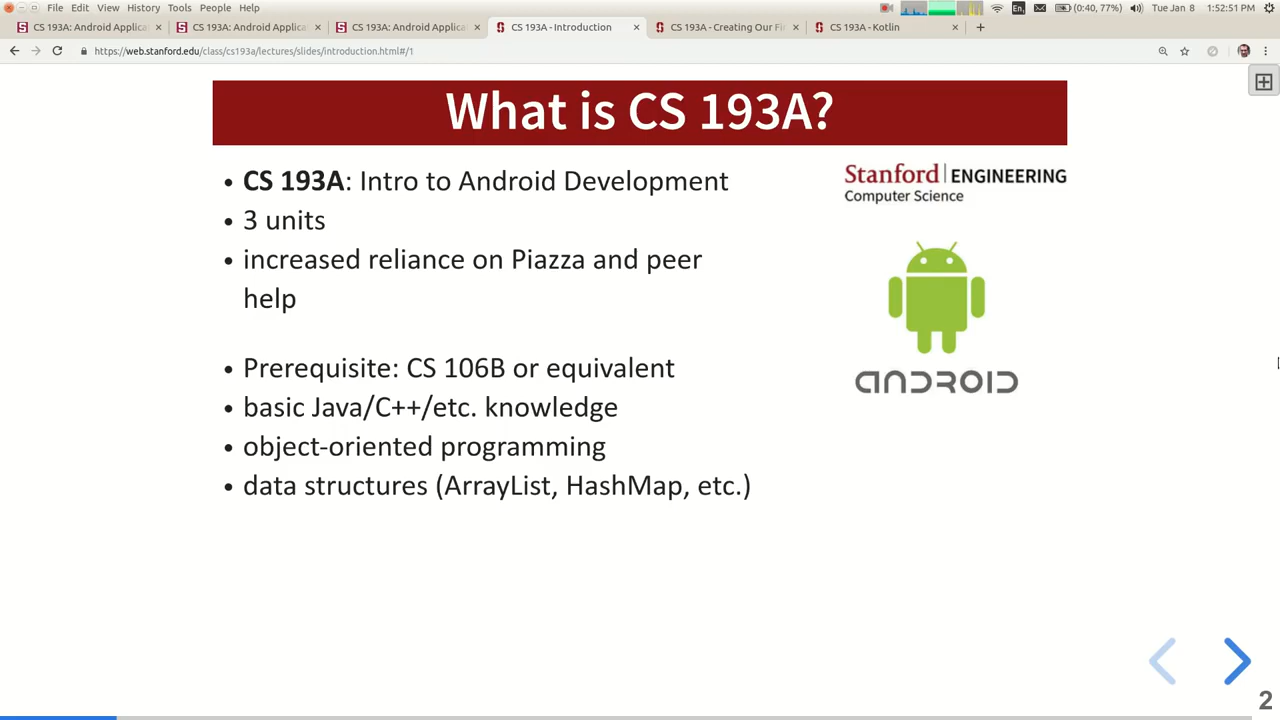 File Edit View History Tools People Help
En (0:40, 77%) Tue Jan 8 1:52:51 PM
CS 193A: Android Applica
CS 193A: Android Applica
CS 193A: Android Applica
CS 193A - Introduction
CS 193A - Creating Our Fi
CS 193A - Kotlin
https://web.stanford.edu/class/cs193a/lectures/slides/introduction.html#/1
What is CS 193A?
• CS 193A: Intro to Android Development
• 3 units
• increased reliance on Piazza and peer
help
• Prerequisite: CS 106B or equivalent
• basic Java/C++/etc. knowledge
• object-oriented programming
• data structures (ArrayList, HashMap, etc.)
Stanford | ENGINEERING
Computer Science
ANDROID
2